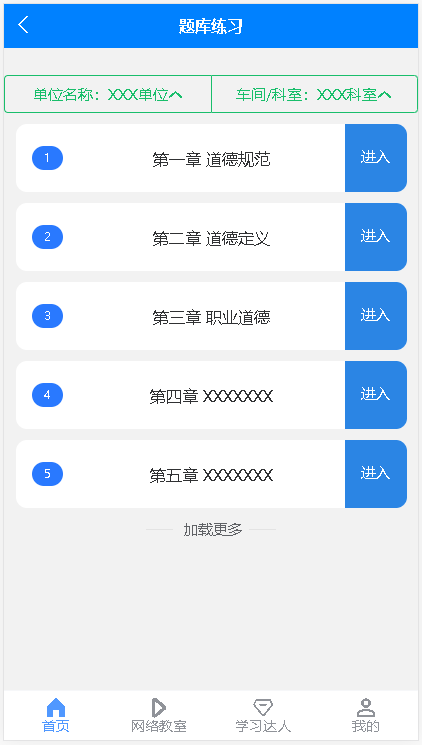 题库练习
单位名称：XXX单位 车间/科室：XXX科室
1 第一章 道德规范 进入
2 第二章 道德定义 进入
3 第三章 职业道德 进入
4 第四章 XXXXXXX 进入
5 第五章 XXXXXXX 进入
加载更多
首页 网络教室 学习达人 我的